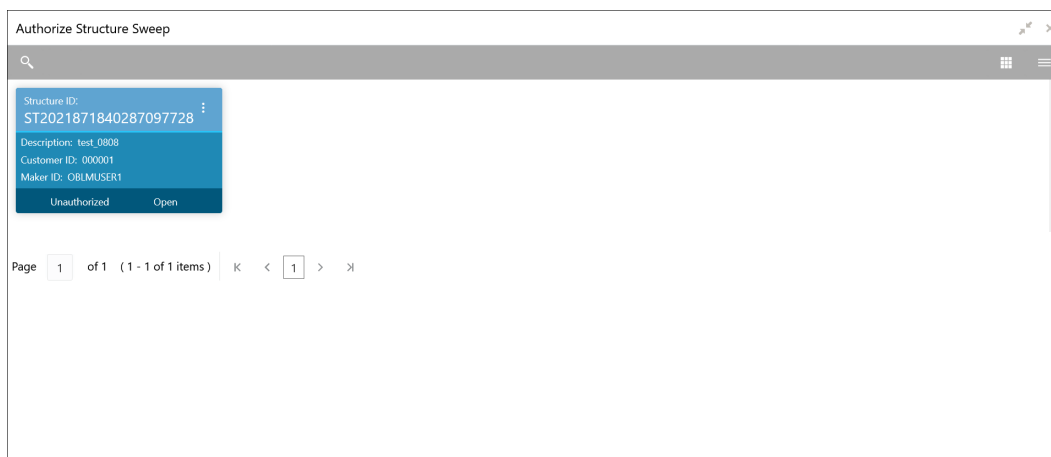 Authorize Structure Sweep
Structure ID:
ST2021871840287097728
Description: test_0808
Customer ID: 000001
Maker ID: OBLMUSER1
Unauthorized Open
Page 1 of 1 ( 1 - 1 of 1 items ) 1